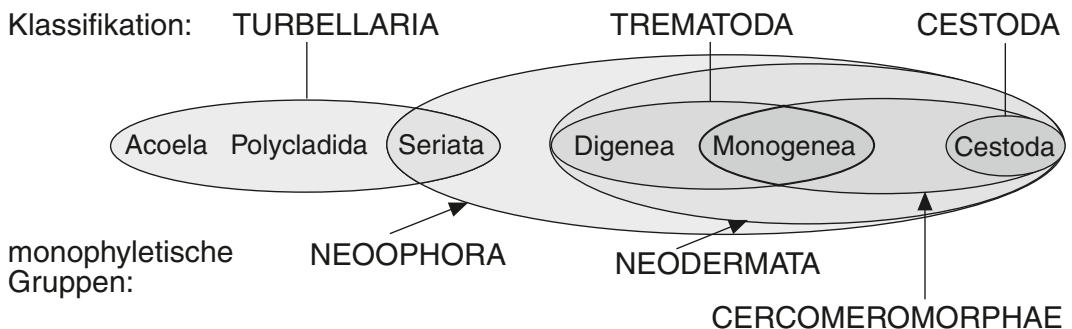 Klassifikation: TURBELLARIA TREMATODA CESTODA
Acoela Polycladida Seriata Digenea Monogenea Cestoda
monophyletische
Gruppen:
NEOOPHORA
NEODERMATA
CERCOMEROMORPHAE